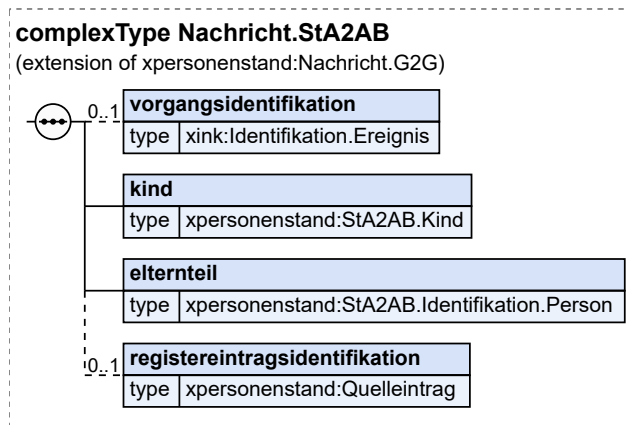 complexType Nachricht.StA2AB
(extension of xpersonenstand:Nachricht.G2G)
0..1 vorgangsidentifikation
type xink:Identifikation.Ereignis
kind
type xpersonenstand:StA2AB.Kind
elternteil
type xpersonenstand:StA2AB.Identifikation.Person
0..1 registereintragsidentifikation
type xpersonenstand:Quelleintrag